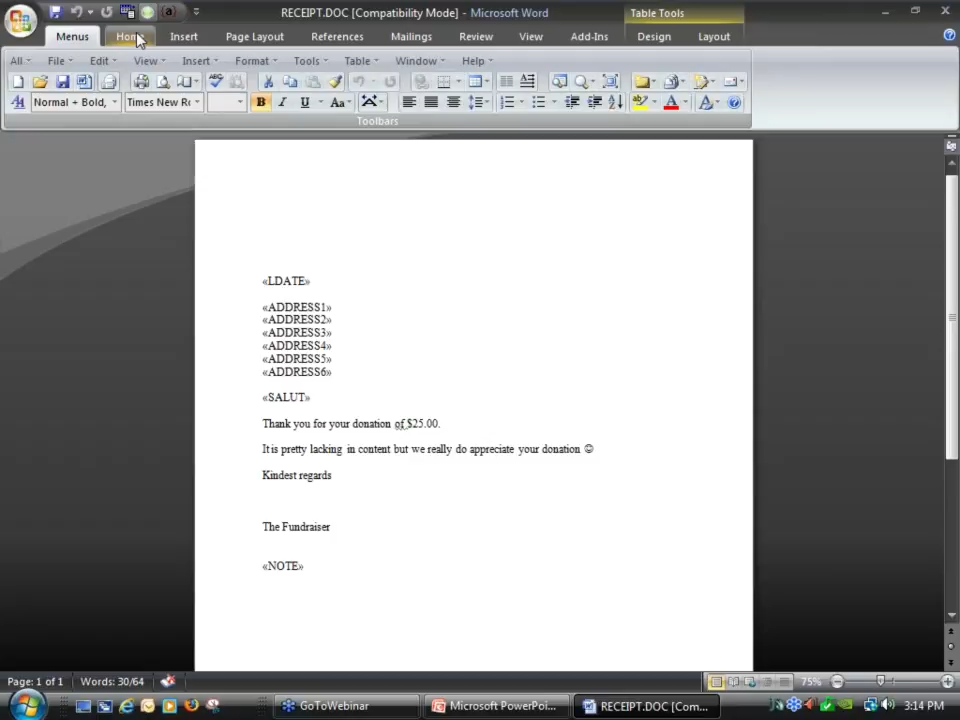 RECEIPT.DOC [Compatibility Mode] - Microsoft Word
Table Tools
Menus Home Insert Page Layout References Mailings Review View Add-Ins Design Layout
All File Edit View Insert Format Tools Table Window Help
Normal + Bold, Times New Ro B I U Aa
Toolbars
«LDATE»
«ADDRESS1»
«ADDRESS2»
«ADDRESS3»
«ADDRESS4»
«ADDRESS5»
«ADDRESS6»
«SALUT»
Thank you for your donation of $25.00.
It is pretty lacking in content but we really do appreciate your donation ☺
Kindest regards
The Fundraiser
«NOTE»
Page: 1 of 1 Words: 30/64 75%
GoToWebinar Microsoft PowerPoi... RECEIPT.DOC [Com... 3:14 PM